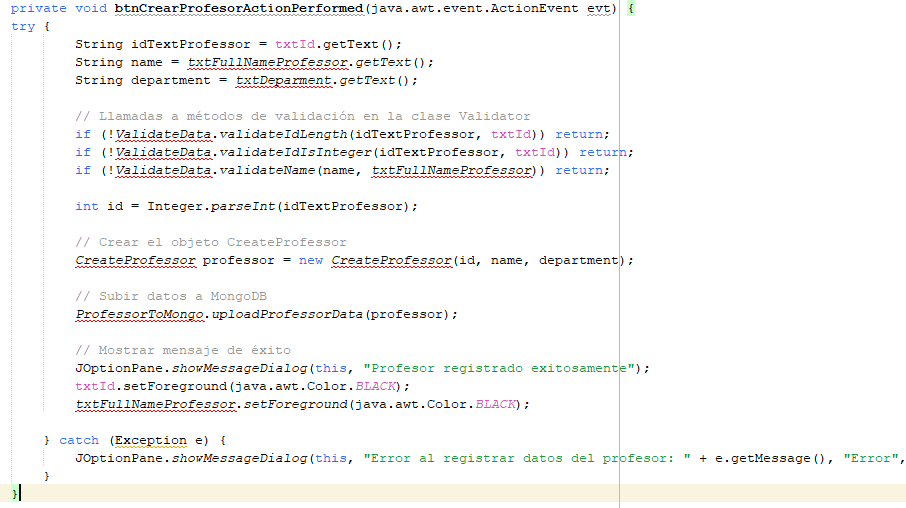 private void btnCrearProfesorActionPerformed(java.awt.event.ActionEvent evt) {
try {
String idTextProfessor = txtId.getText();
String name = txtFullNameProfessor.getText();
String department = txtDeparment.getText();
// Llamadas a métodos de validación en la clase Validator
if (!ValidateData.validateIdLength(idTextProfessor, txtId)) return;
if (!ValidateData.validateIdIsInteger(idTextProfessor, txtId)) return;
if (!ValidateData.validateName(name, txtFullNameProfessor)) return;
int id = Integer.parseInt(idTextProfessor);
// Crear el objeto CreateProfessor
CreateProfessor professor = new CreateProfessor(id, name, department);
// Subir datos a MongoDB
ProfessorToMongo.uploadProfessorData(professor);
// Mostrar mensaje de éxito
JOptionPane.showMessageDialog(this, "Profesor registrado exitosamente");
txtId.setForeground(java.awt.Color.BLACK);
txtFullNameProfessor.setForeground(java.awt.Color.BLACK);
} catch (Exception e) {
JOptionPane.showMessageDialog(this, "Error al registrar datos del profesor: " + e.getMessage(), "Error",
}
}